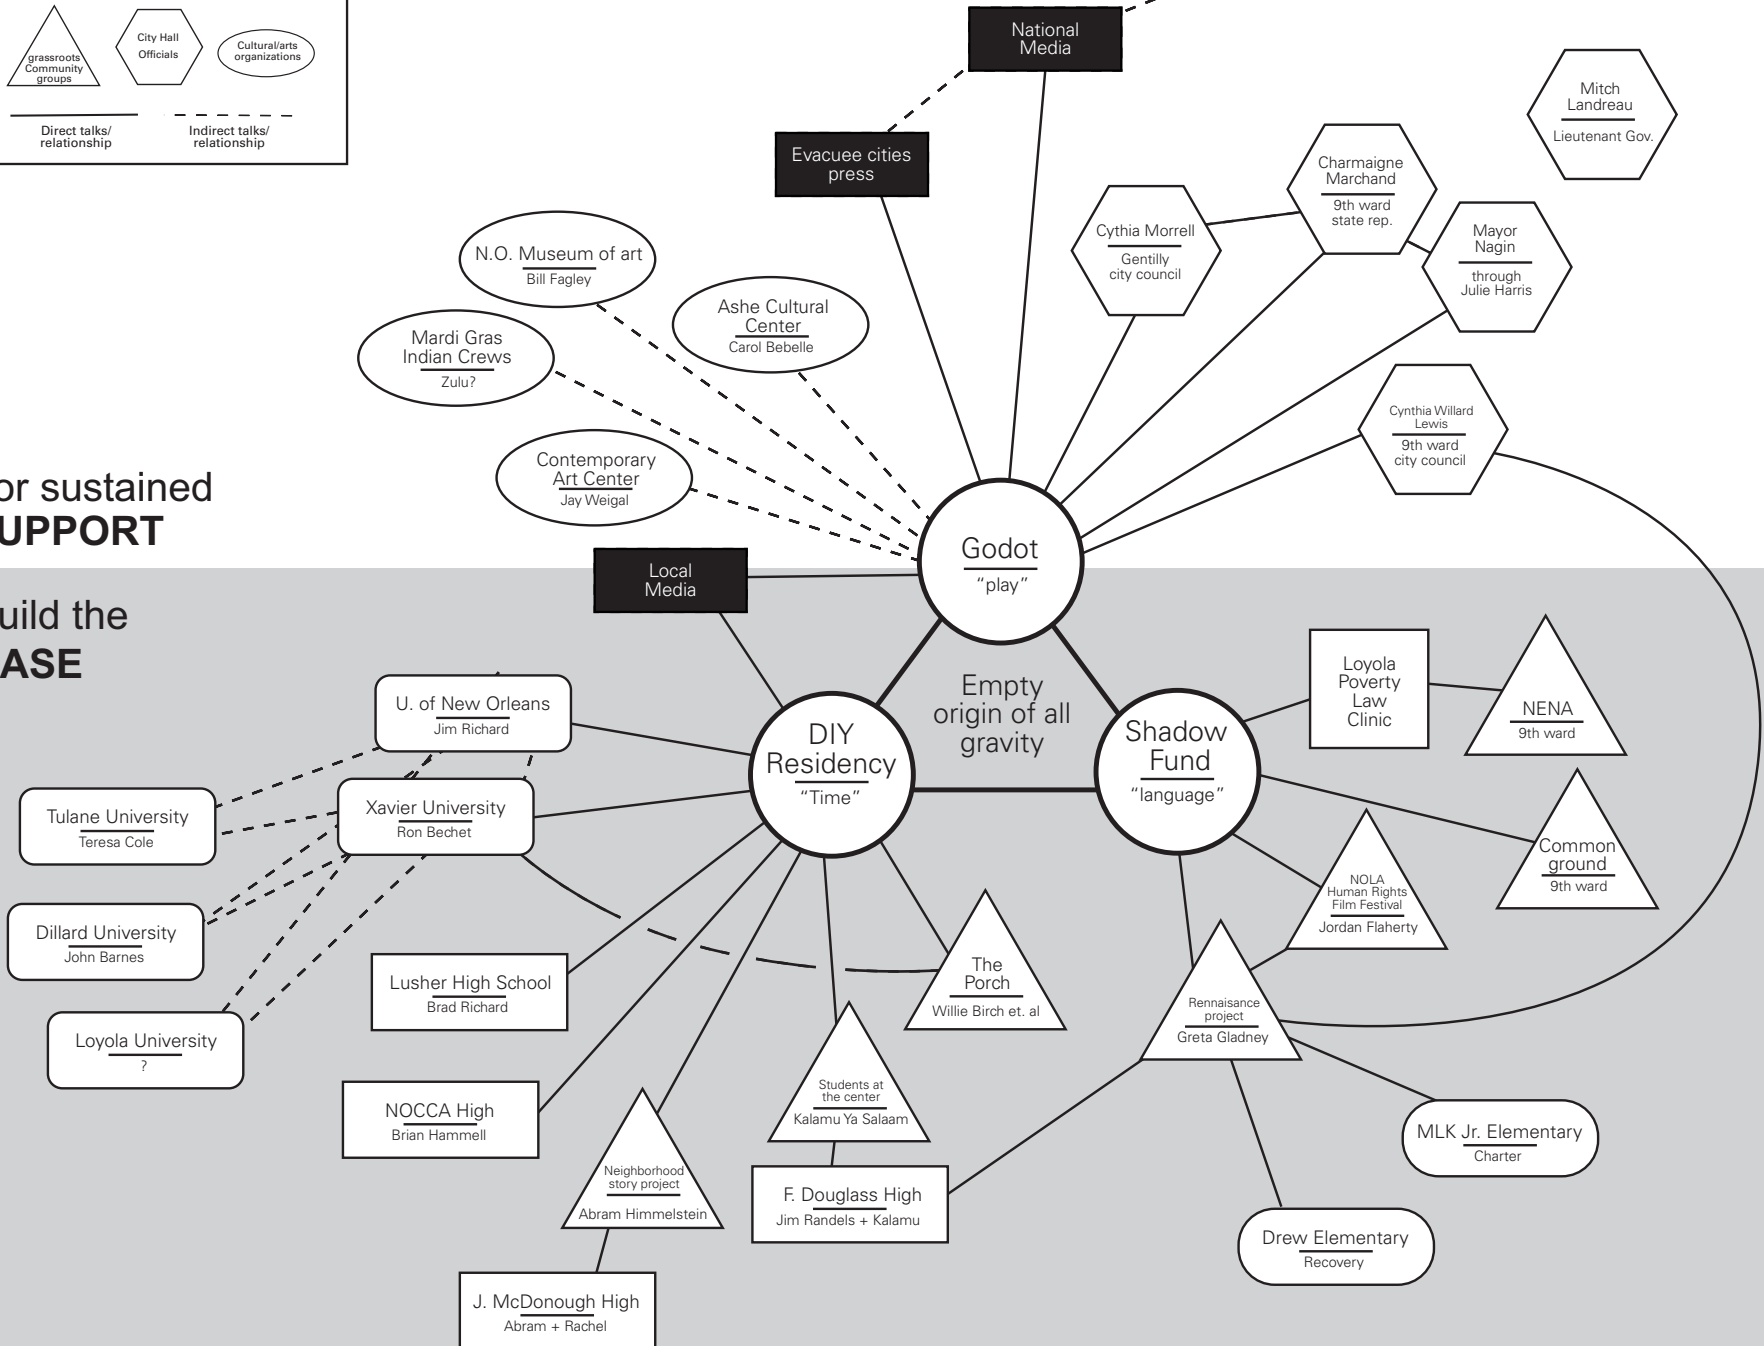 grassroots
Community
groups
City Hall
Officials
Cultural/arts
organizations
Direct talks/
relationship
Indirect talks/
relationship
National
Media
Evacuee cities
press
Mitch
Landreau
Lieutenant Gov.
Charmaigne
Marchand
9th ward
state rep.
Cythia Morrell
Gentilly
city council
Mayor
Nagin
through
Julie Harris
N.O. Museum of art
Bill Fagley
Ashe Cultural
Center
Carol Bebelle
Mardi Gras
Indian Crews
Zulu?
Cynthia Willard
Lewis
9th ward
city council
Contemporary
Art Center
Jay Weigal
or sustained
UPPORT
Godot
“play”
Local
Media
uild the
ASE
Empty
origin of all
gravity
DIY
Residency
“Time”
Shadow
Fund
“language”
Loyola
Poverty
Law
Clinic
NENA
9th ward
U. of New Orleans
Jim Richard
Xavier University
Ron Bechet
Tulane University
Teresa Cole
Common
ground
9th ward
NOLA
Human Rights
Film Festival
Jordan Flaherty
Dillard University
John Barnes
Lusher High School
Brad Richard
The
Porch
Willie Birch et. al
Rennaisance
project
Greta Gladney
Loyola University
?
NOCCA High
Brian Hammell
Students at
the center
Kalamu Ya Salaam
MLK Jr. Elementary
Charter
Neighborhood
story project
Abram Himmelstein
F. Douglass High
Jim Randels + Kalamu
Drew Elementary
Recovery
J. McDonough High
Abram + Rachel